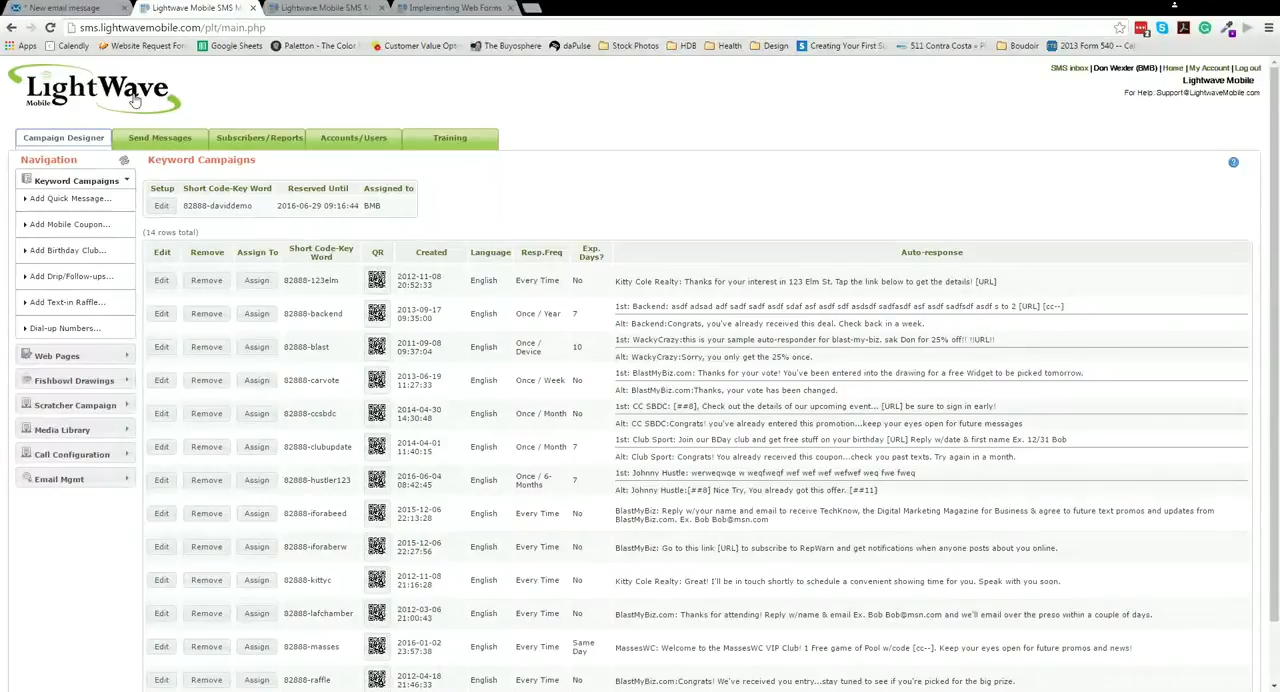 * New email message
Lightwave Mobile SMS M
Lightwave Mobile SMS M
Implementing Web Forms
sms.lightwavemobile.com/plt/main.php
Apps
Calendly
Website Request Form
Google Sheets
Paletton - The Color
Customer Value Opt
The Buyosphere
daPulse
Stock Photos
HDB
Health
Design
Creating Your First S
511 Contra Costa
Boudoir
2013 Form 540 -- Cal
SMS inbox | Don Wexler (BMB) | Home | My Account | Log out
Lightwave Mobile
For Help: Support@LightwaveMobile.com
LightWave
Mobile
Campaign Designer
Send Messages
Subscribers/Reports
Accounts/Users
Training
Navigation
Keyword Campaigns
Add Quick Message...
Add Mobile Coupon...
Add Birthday Club...
Add Drip/Follow-ups...
Add Text-in Raffle...
Dial-up Numbers...
Web Pages
Fishbowl Drawings
Scratcher Campaign
Media Library
Call Configuration
Email Mgmt
Keyword Campaigns
Setup Short Code-Key Word Reserved Until Assigned to
Edit 82888-daviddemo 2016-06-29 09:16:44 BMB
(14 rows total)
Edit Remove Assign To Short Code-Key Word QR Created Language Resp.Freq Exp. Days? Auto-response
Edit Remove Assign 82888-123elm 2012-11-08 20:52:33 English Every Time No Kitty Cole Realty: Thanks for your interest in 123 Elm St. Tap the link below to get the details! [URL]
Edit Remove Assign 82888-backend 2013-09-17 09:35:00 English Once / Year 7 1st: Backend: asdf adsad adf sadf sadf asdf sdaf asf asdf sdf asdsdf sadfasdf asf asdf sadfsdf asdf s to 2 [URL] [cc--]
Alt: Backend:Congrats, you've already received this deal. Check back in a week.
Edit Remove Assign 82888-blast 2011-09-08 09:37:04 English Once / Device 10 1st: WackyCrazy:this is your sample auto-responder for blast-my-biz. sak Don for 25% off!! !!URL!!
Alt: WackyCrazy:Sorry, you only get the 25% once.
Edit Remove Assign 82888-carvote 2013-06-19 11:27:33 English Once / Week No 1st: BlastMyBiz.com: Thanks for your vote! You've been entered into the drawing for a free Widget to be picked tomorrow.
Alt: BlastMyBiz.com:Thanks, your vote has been changed.
Edit Remove Assign 82888-ccsbdc 2014-04-30 14:30:48 English Once / Month No 1st: CC SBDC: [##8], Check out the details of our upcoming event... [URL] be sure to sign in early!
Alt: CC SBDC:Congrats! you've already entered this promotion...keep your eyes open for future messages
Edit Remove Assign 82888-clubupdate 2014-04-01 11:40:15 English Once / Month 7 1st: Club Sport: Join our BDay club and get free stuff on your birthday [URL] Reply w/date & first name Ex. 12/31 Bob
Alt: Club Sport: Congrats! You already received this coupon...check you past texts. Try again in a month.
Edit Remove Assign 82888-hustler123 2016-06-04 08:42:45 English Once / 6-Months 7 1st: Johnny Hustle: werweqwqe w weqfweqf wef wef wef wefwef weq fwe fweq
Alt: Johnny Hustle:[##8] Nice Try, You already got this offer. [##11]
Edit Remove Assign 82888-iforabeed 2015-12-06 22:13:28 English Every Time No BlastMyBiz: Reply w/your name and email to receive TechKnow, the Digital Marketing Magazine for Business & agree to future text promos and updates from
BlastMyBiz.com. Ex. Bob Bob@msn.com
Edit Remove Assign 82888-iforaberw 2015-12-06 22:27:56 English Every Time No BlastMyBiz: Go to this link [URL] to subscribe to RepWarn and get notifications when anyone posts about you online.
Edit Remove Assign 82888-kittyc 2012-11-08 21:16:28 English Every Time No Kitty Cole Realty: Great! I'll be in touch shortly to schedule a convenient showing time for you. Speak with you soon.
Edit Remove Assign 82888-lafchamber 2012-03-06 21:00:43 English Every Time No BlastMyBiz.com: Thanks for attending! Reply w/name & email Ex. Bob Bob@msn.com and we'll email over the preso within a couple of days.
Edit Remove Assign 82888-masses 2016-01-02 23:57:38 English Every Time Same Day MassesWC: Welcome to the MassesWC VIP Club! 1 Free game of Pool w/code [cc--]. Keep your eyes open for future promos and news!
Edit Remove Assign 82888-raffle 2012-04-18 21:46:33 English Every Time No BlastMyBiz.com:Congrats! We've received you entry...stay tuned to see if you're picked for the big prize.